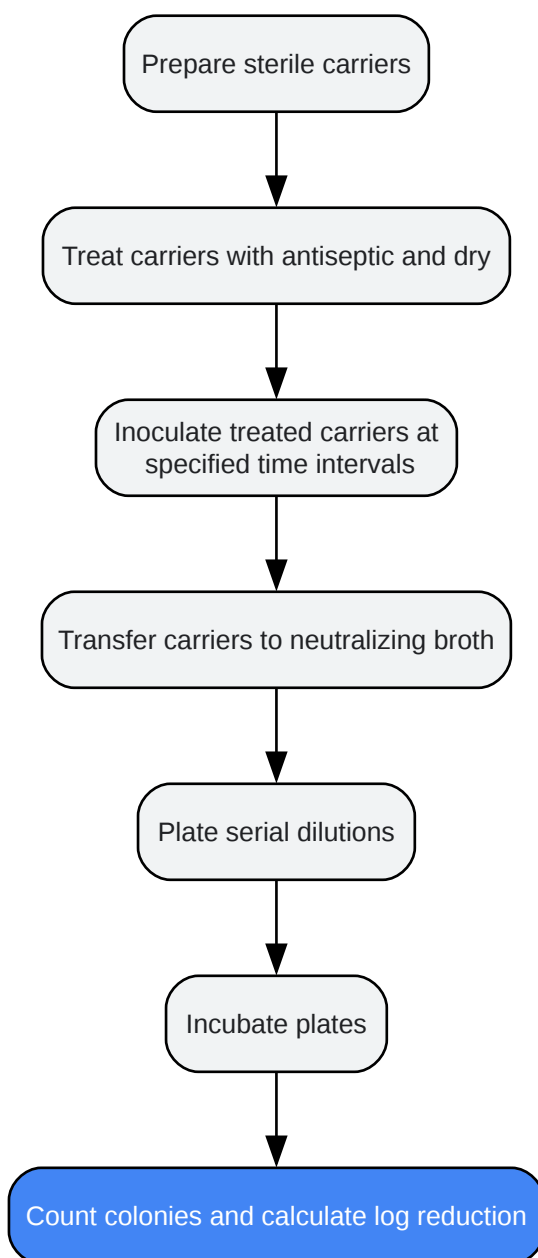 Prepare sterile carriers
Treat carriers with antiseptic and dry
Inoculate treated carriers at
specified time intervals
Transfer carriers to neutralizing broth
Plate serial dilutions
Incubate plates
Count colonies and calculate log reduction